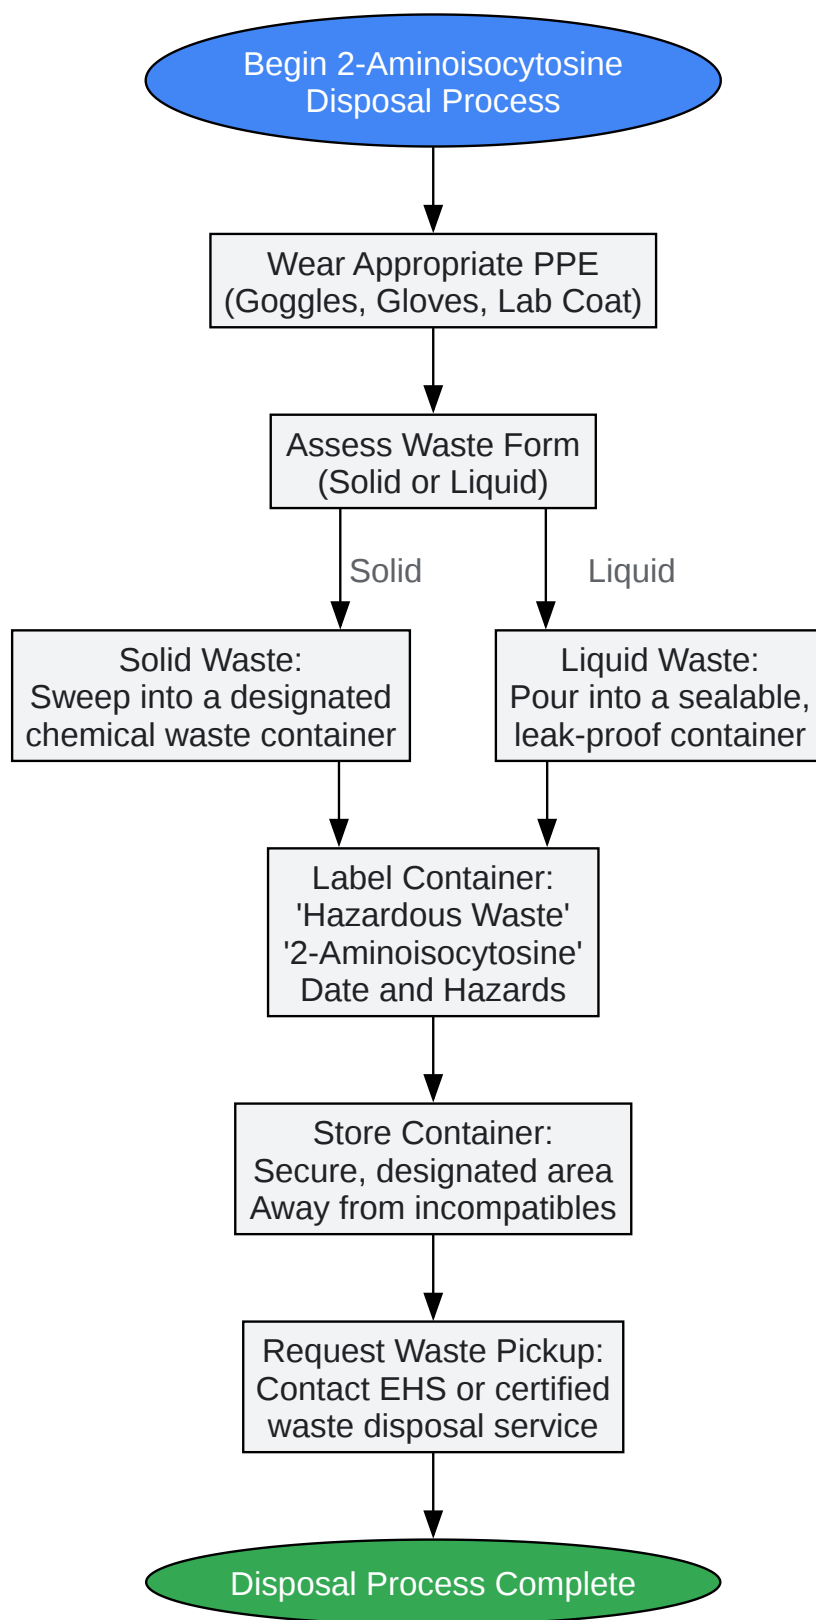 Begin 2-Aminoisocytosine
Disposal Process
Wear Appropriate PPE
(Goggles, Gloves, Lab Coat)
Assess Waste Form
(Solid or Liquid)
Solid
Liquid
Solid Waste:
Sweep into a designated
chemical waste container
Liquid Waste:
Pour into a sealable,
leak-proof container
Label Container:
'Hazardous Waste'
'2-Aminoisocytosine'
Date and Hazards
Store Container:
Secure, designated area
Away from incompatibles
Request Waste Pickup:
Contact EHS or certified
waste disposal service
Disposal Process Complete